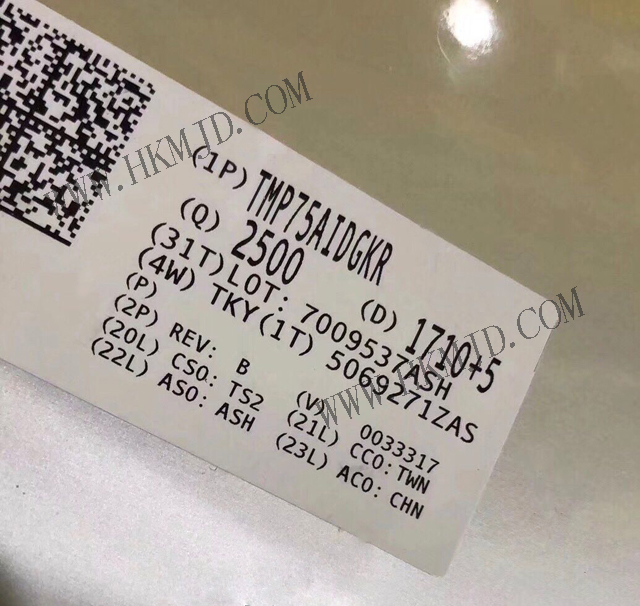 (1P) TMP75AIDGKR
(Q) 2500 (D) 1710+5
(31T)LOT: 7009537ASH
(4W) TKY(1T) 5069271ZAS
(P)
(2P) REV: B (V) 0033317
(20L) CSO: TS2 (21L) CCO: TWN
(22L) ASO: ASH (23L) ACO: CHN
WWW.HKMJD.COM
WWW.HKMJD.COM